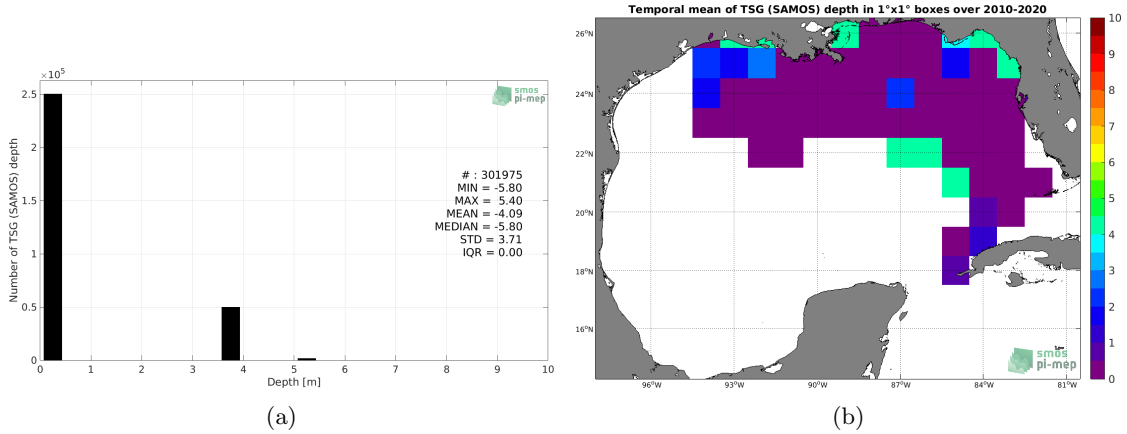 ×10⁵
2.5
2
1.5
1
0.5
0
Number of TSG (SAMOS) depth
smos
pi-mep
# : 301975
MIN = -5.80
MAX = 5.40
MEAN = -4.09
MEDIAN = -5.80
STD = 3.71
IQR = 0.00
0 1 2 3 4 5 6 7 8 9 10
Depth [m]
(a)
Temporal mean of TSG (SAMOS) depth in 1°x1° boxes over 2010-2020
26°N
24°N
22°N
20°N
18°N
16°N
96°W 93°W 90°W 87°W 84°W 81°W
smos
pi-mep
10
9
8
7
6
5
4
3
2
1
0
(b)